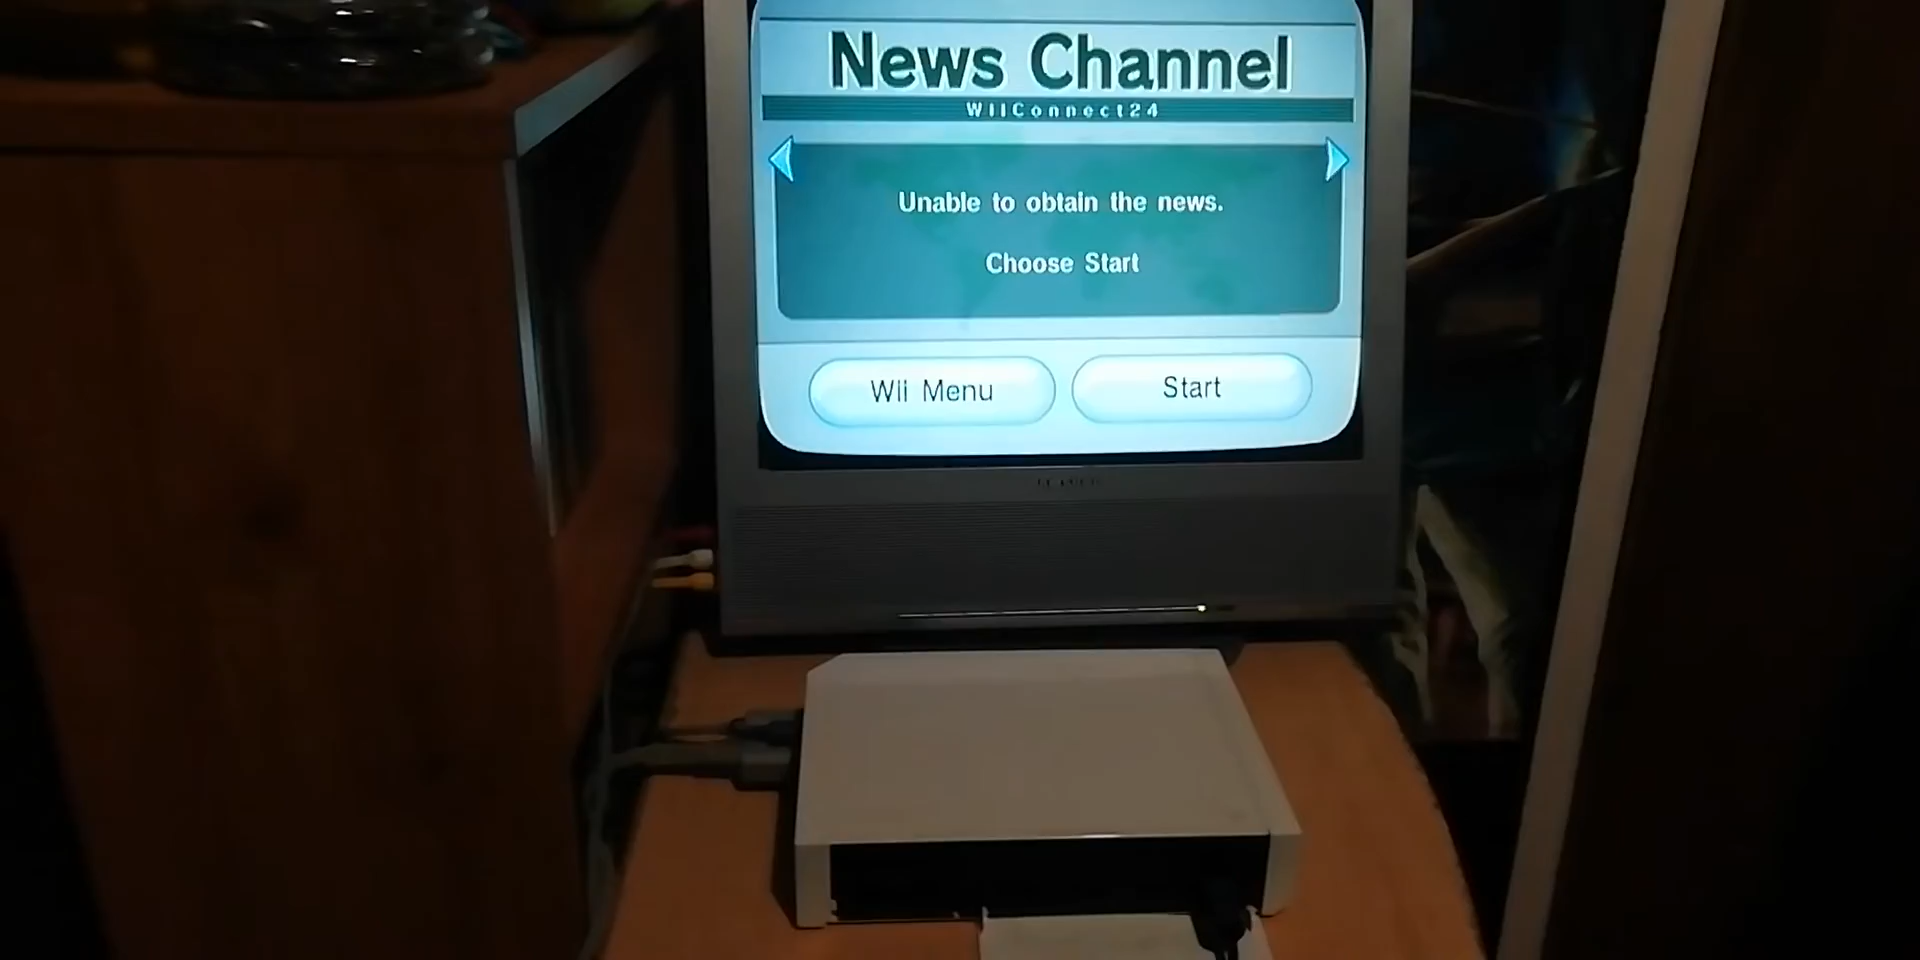 News Channel
WiiConnect24
Unable to obtain the news.
Choose Start
Wii Menu
Start